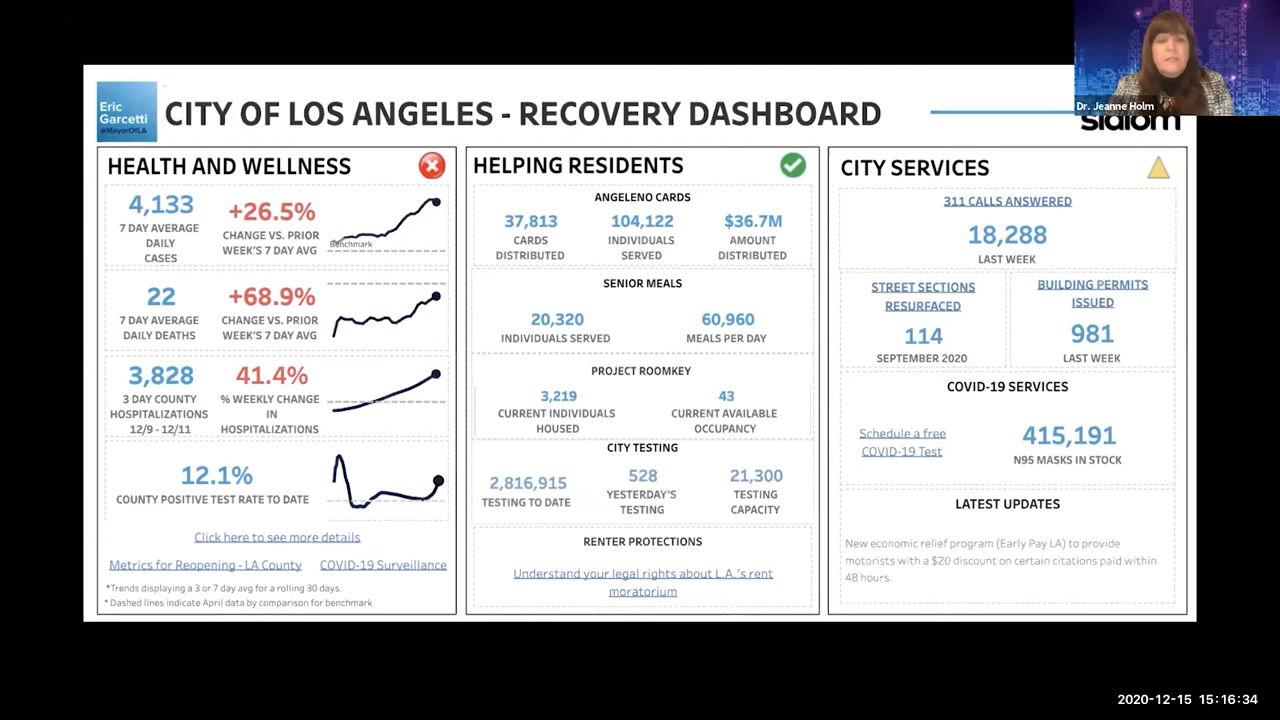 Dr. Jeanne Holm
Eric
Garcetti
#MayorOfLA
CITY OF LOS ANGELES - RECOVERY DASHBOARD
slalom
HEALTH AND WELLNESS
4,133
7 DAY AVERAGE
DAILY
CASES
+26.5%
CHANGE VS. PRIOR
WEEK'S 7 DAY AVG
Benchmark
22
7 DAY AVERAGE
DAILY DEATHS
+68.9%
CHANGE VS. PRIOR
WEEK'S 7 DAY AVG
3,828
3 DAY COUNTY
HOSPITALIZATIONS
12/9 - 12/11
41.4%
% WEEKLY CHANGE
IN
HOSPITALIZATIONS
12.1%
COUNTY POSITIVE TEST RATE TO DATE
Click here to see more details
Metrics for Reopening - LA County
COVID-19 Surveillance
*Trends displaying a 3 or 7 day avg for a rolling 30 days.
* Dashed lines indicate April data by comparison for benchmark
HELPING RESIDENTS
ANGELENO CARDS
37,813
CARDS
DISTRIBUTED
104,122
INDIVIDUALS
SERVED
$36.7M
AMOUNT
DISTRIBUTED
SENIOR MEALS
20,320
INDIVIDUALS SERVED
60,960
MEALS PER DAY
PROJECT ROOMKEY
3,219
CURRENT INDIVIDUALS
HOUSED
43
CURRENT AVAILABLE
OCCUPANCY
CITY TESTING
2,816,915
TESTING TO DATE
528
YESTERDAY'S
TESTING
21,300
TESTING
CAPACITY
RENTER PROTECTIONS
Understand your legal rights about L.A.'s rent
moratorium
CITY SERVICES
311 CALLS ANSWERED
18,288
LAST WEEK
STREET SECTIONS
RESURFACED
114
SEPTEMBER 2020
BUILDING PERMITS
ISSUED
981
LAST WEEK
COVID-19 SERVICES
Schedule a free
COVID-19 Test
415,191
N95 MASKS IN STOCK
LATEST UPDATES
New economic relief program (Early Pay LA) to provide
motorists with a $20 discount on certain citations paid within
48 hours.
2020-12-15 15:16:34